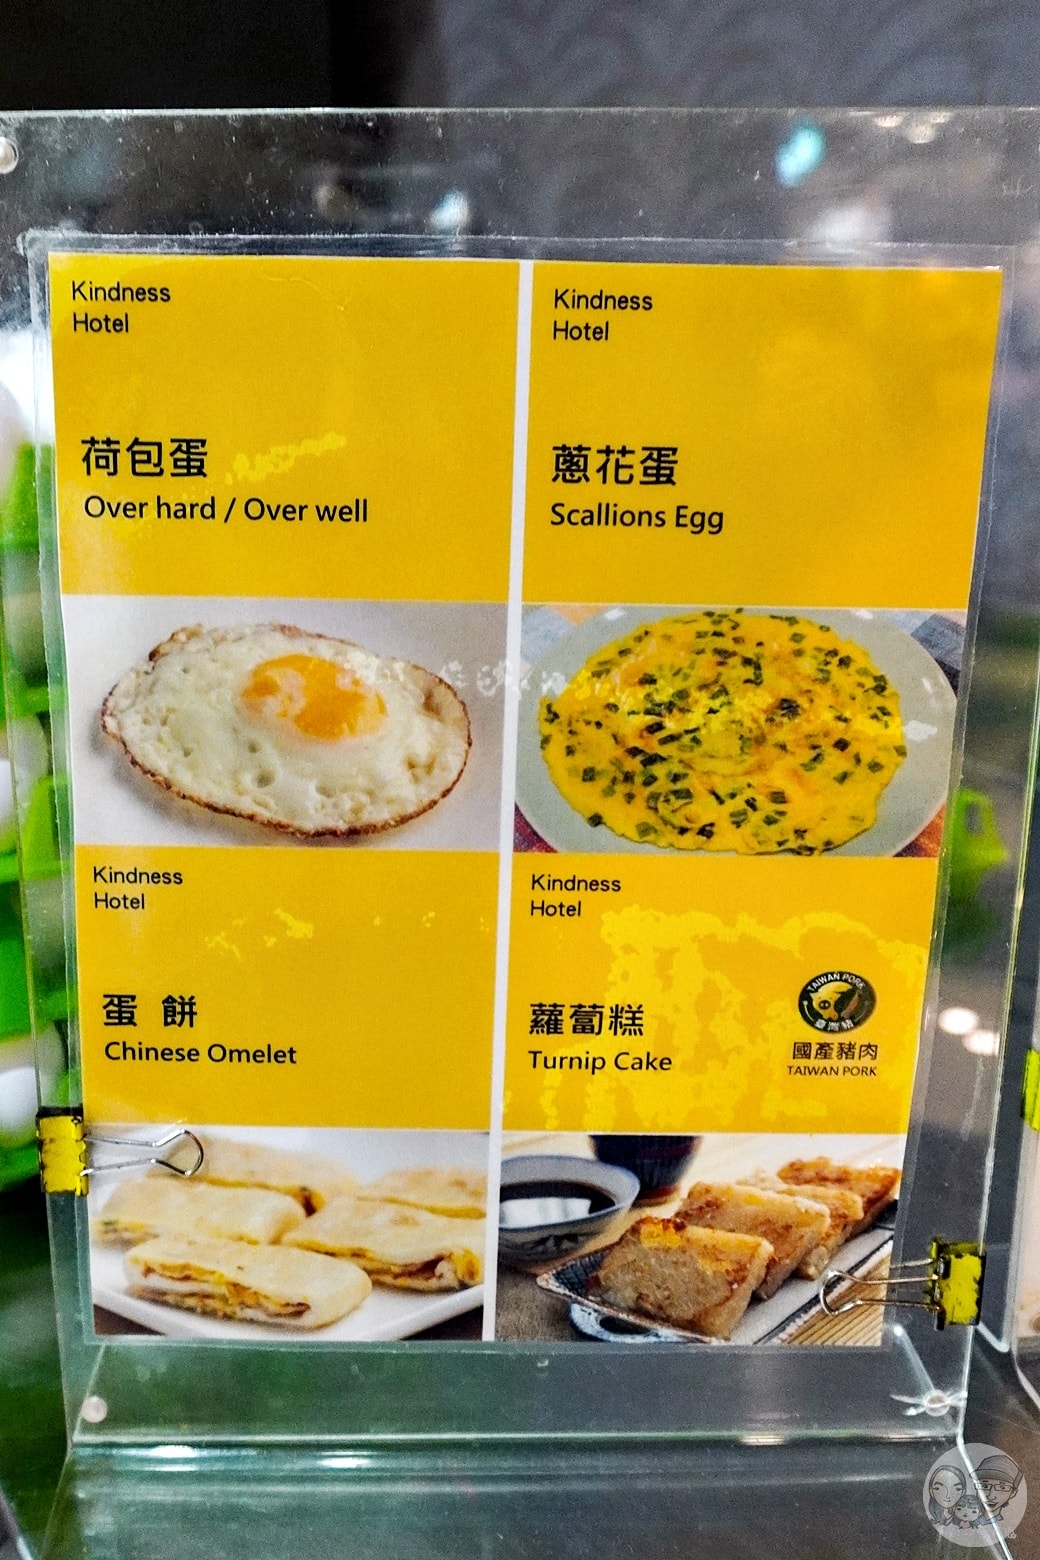 Kindness
Hotel
荷包蛋
Over hard / Over well
Kindness
Hotel
蔥花蛋
Scallions Egg
Kindness
Hotel
蛋 餅
Chinese Omelet
Kindness
Hotel
蘿蔔糕
Turnip Cake
TAIWAN PORK
臺灣豬
國產豬肉
TAIWAN PORK